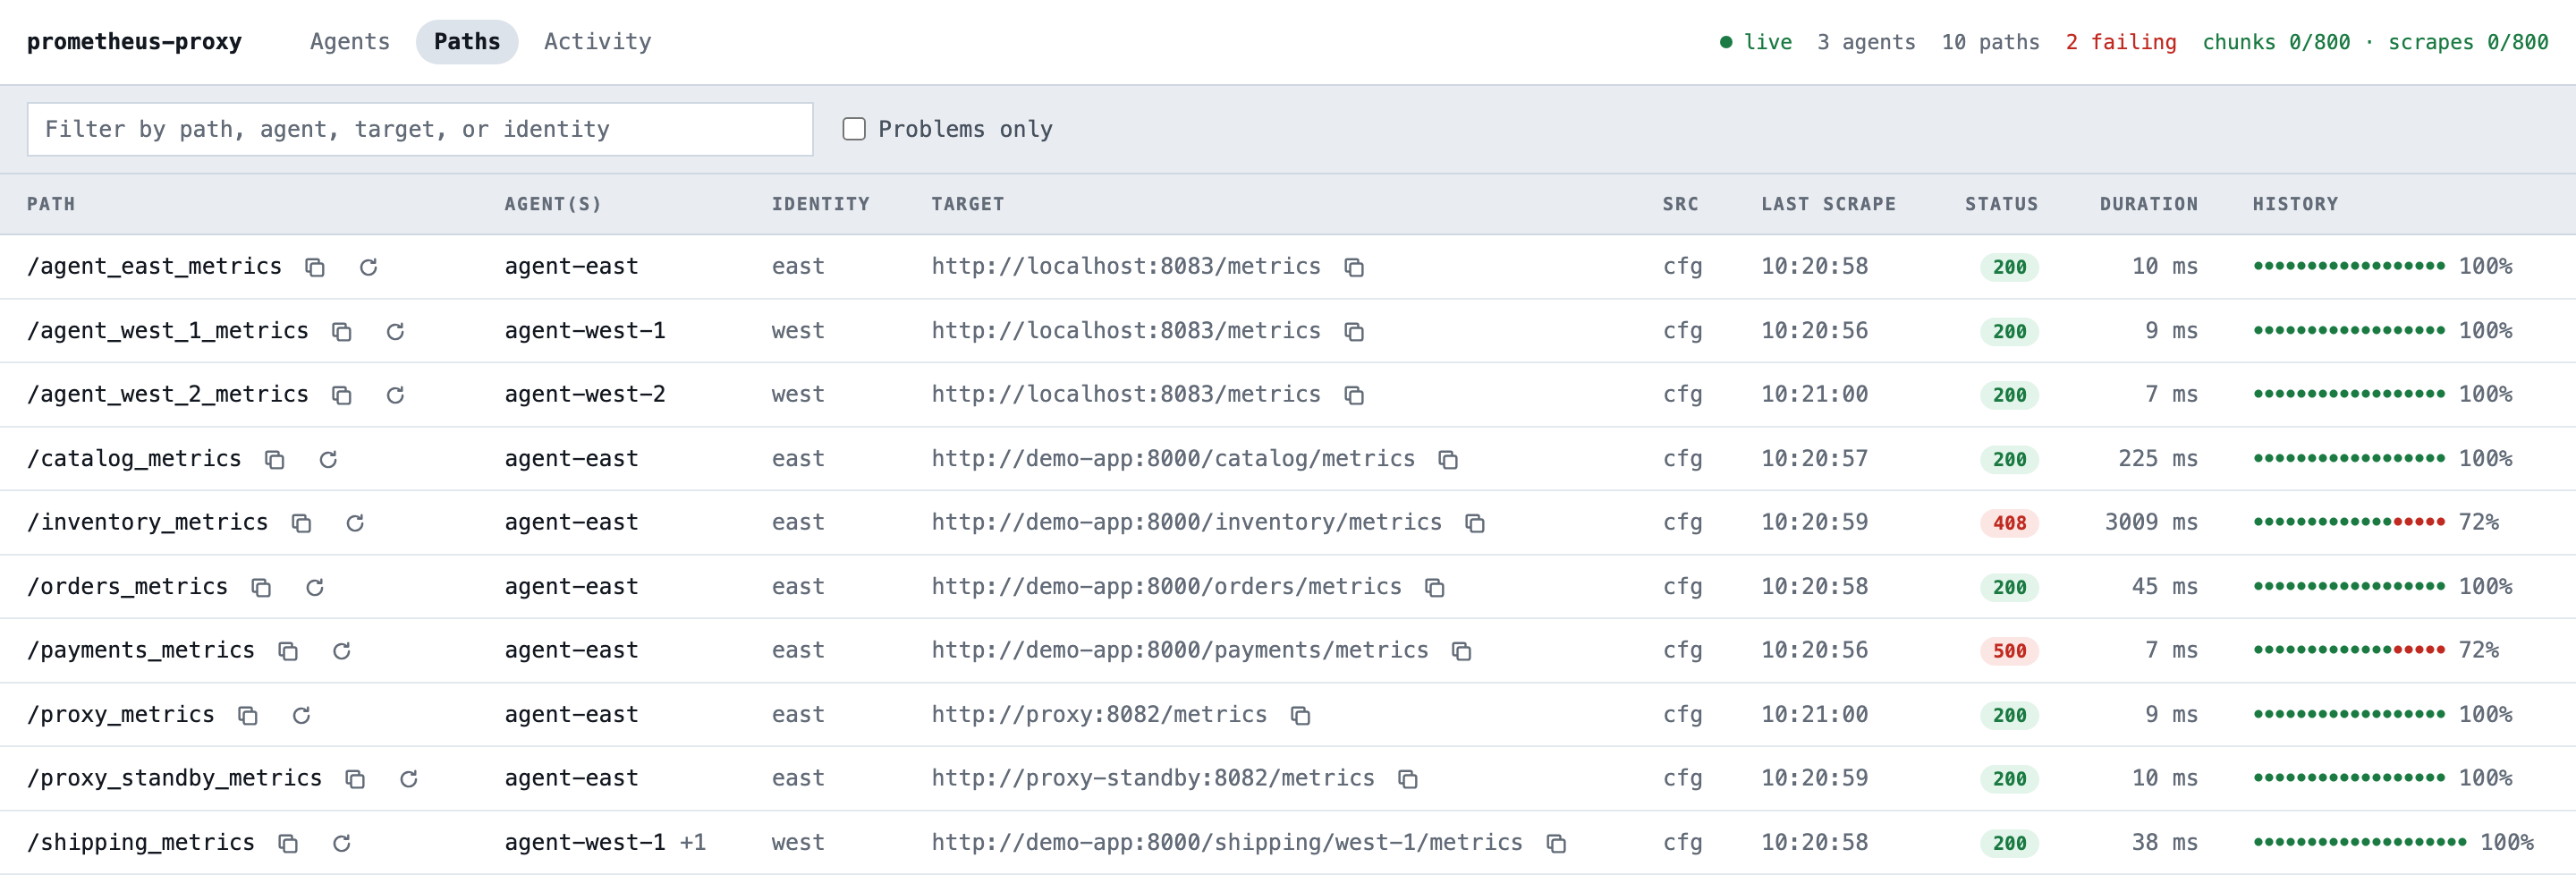 prometheus-proxy Agents Paths Activity live 3 agents 10 paths 2 failing chunks 0/800 · scrapes 0/800
Filter by path, agent, target, or identity Problems only
PATH AGENT(S) IDENTITY TARGET SRC LAST SCRAPE STATUS DURATION HISTORY
/agent_east_metrics agent-east east http://localhost:8083/metrics cfg 10:20:58 200 10 ms 100%
/agent_west_1_metrics agent-west-1 west http://localhost:8083/metrics cfg 10:20:56 200 9 ms 100%
/agent_west_2_metrics agent-west-2 west http://localhost:8083/metrics cfg 10:21:00 200 7 ms 100%
/catalog_metrics agent-east east http://demo-app:8000/catalog/metrics cfg 10:20:57 200 225 ms 100%
/inventory_metrics agent-east east http://demo-app:8000/inventory/metrics cfg 10:20:59 408 3009 ms 72%
/orders_metrics agent-east east http://demo-app:8000/orders/metrics cfg 10:20:58 200 45 ms 100%
/payments_metrics agent-east east http://demo-app:8000/payments/metrics cfg 10:20:56 500 7 ms 72%
/proxy_metrics agent-east east http://proxy:8082/metrics cfg 10:21:00 200 9 ms 100%
/proxy_standby_metrics agent-east east http://proxy-standby:8082/metrics cfg 10:20:59 200 10 ms 100%
/shipping_metrics agent-west-1 +1 west http://demo-app:8000/shipping/west-1/metrics cfg 10:20:58 200 38 ms 100%